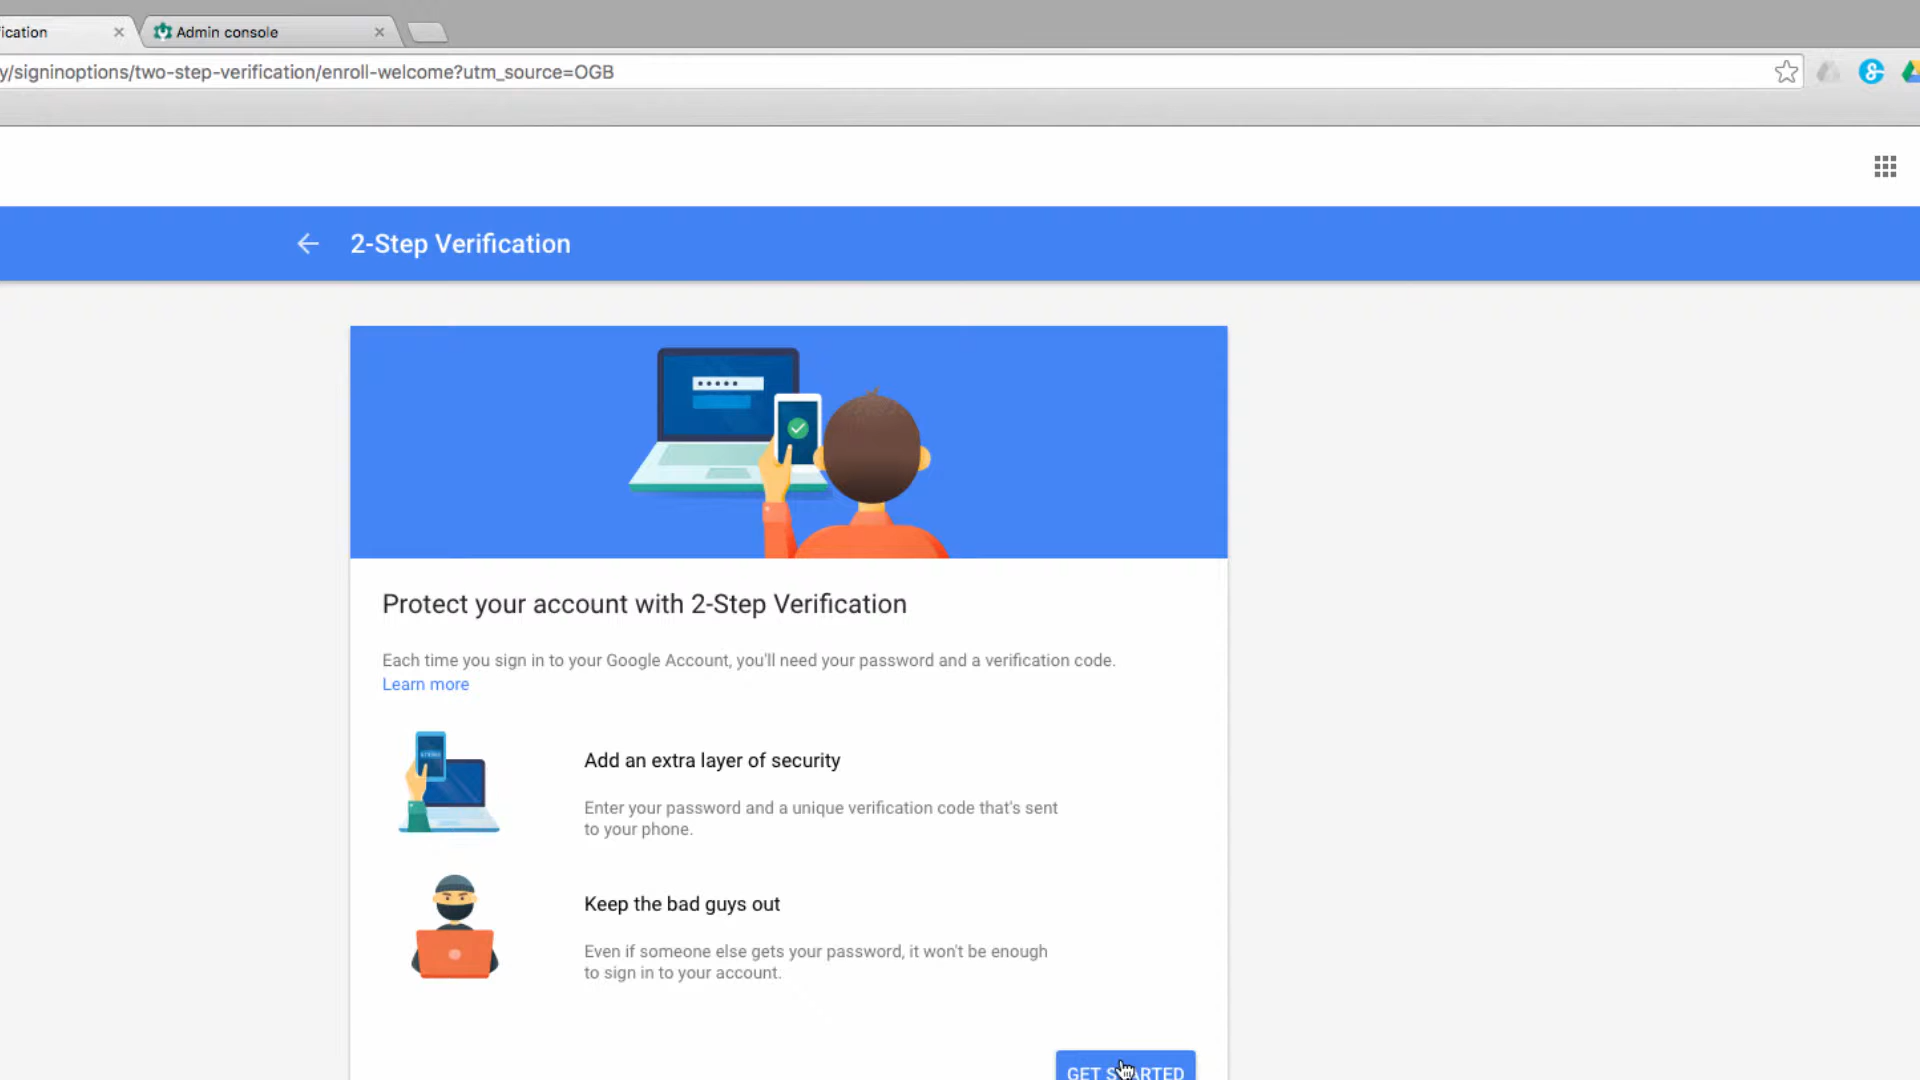 ication
Admin console
y/signinoptions/two-step-verification/enroll-welcome?utm_source=OGB
2-Step Verification
Protect your account with 2-Step Verification
Each time you sign in to your Google Account, you'll need your password and a verification code.
Learn more
Add an extra layer of security
Enter your password and a unique verification code that's sent
to your phone.
Keep the bad guys out
Even if someone else gets your password, it won't be enough
to sign in to your account.
GET STARTED